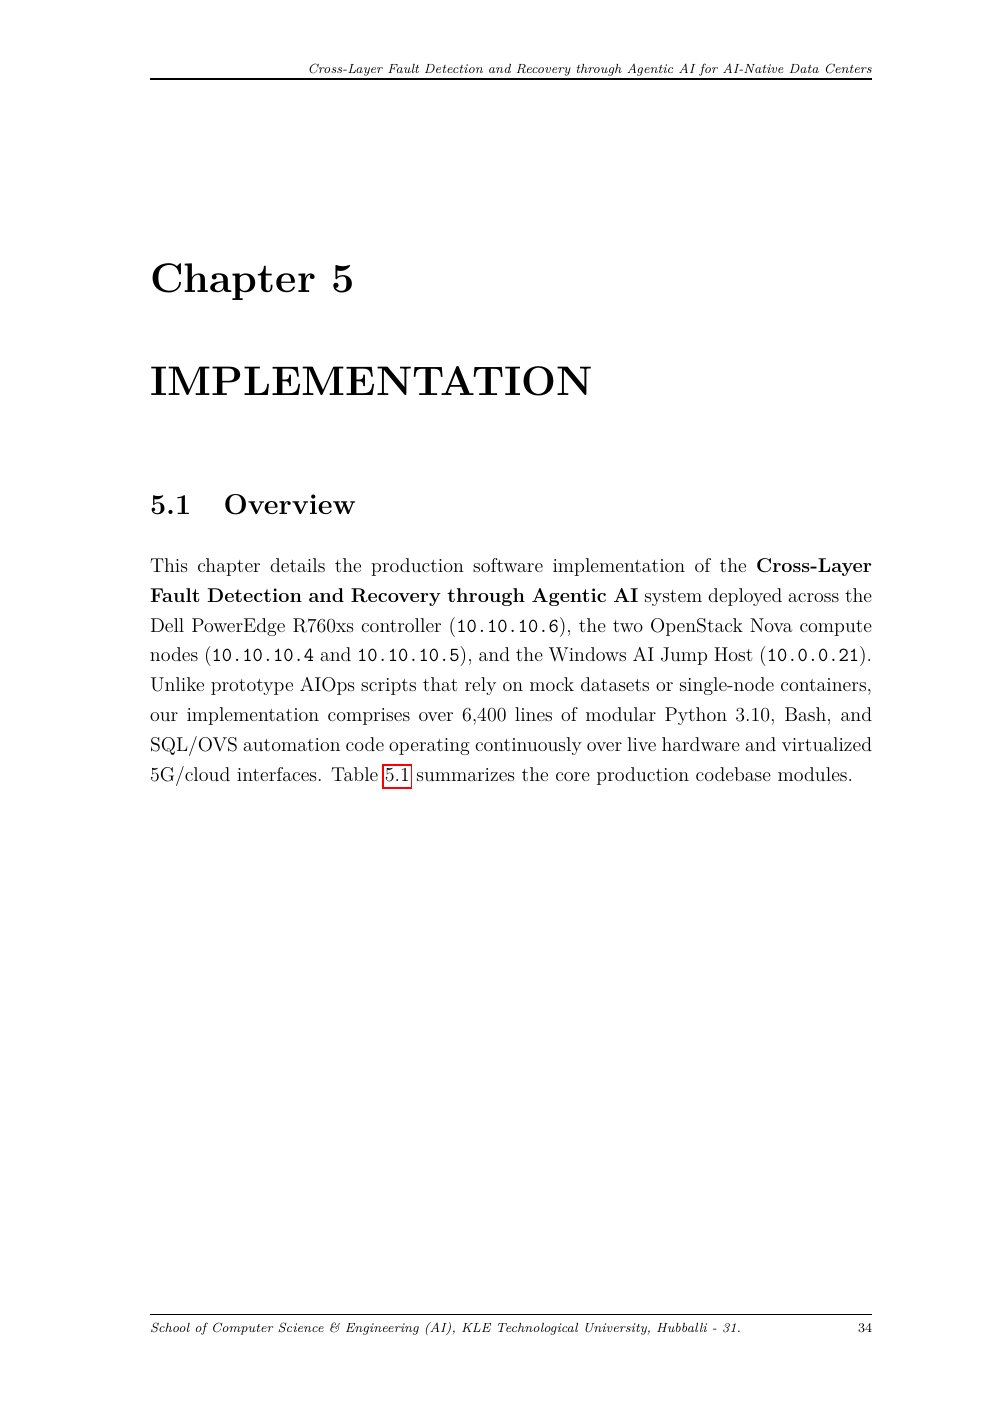 Cross-Layer Fault Detection and Recovery through Agentic AI for AI-Native Data Centers
Chapter 5
IMPLEMENTATION
5.1 Overview
This chapter details the production software implementation of the Cross-Layer
Fault Detection and Recovery through Agentic AI system deployed across the
Dell PowerEdge R760xs controller (10.10.10.6), the two OpenStack Nova compute
nodes (10.10.10.4 and 10.10.10.5), and the Windows AI Jump Host (10.0.0.21).
Unlike prototype AIOps scripts that rely on mock datasets or single-node containers,
our implementation comprises over 6,400 lines of modular Python 3.10, Bash, and
SQL/OVS automation code operating continuously over live hardware and virtualized
5G/cloud interfaces. Table 5.1 summarizes the core production codebase modules.
School of Computer Science & Engineering (AI), KLE Technological University, Hubballi - 31. 34